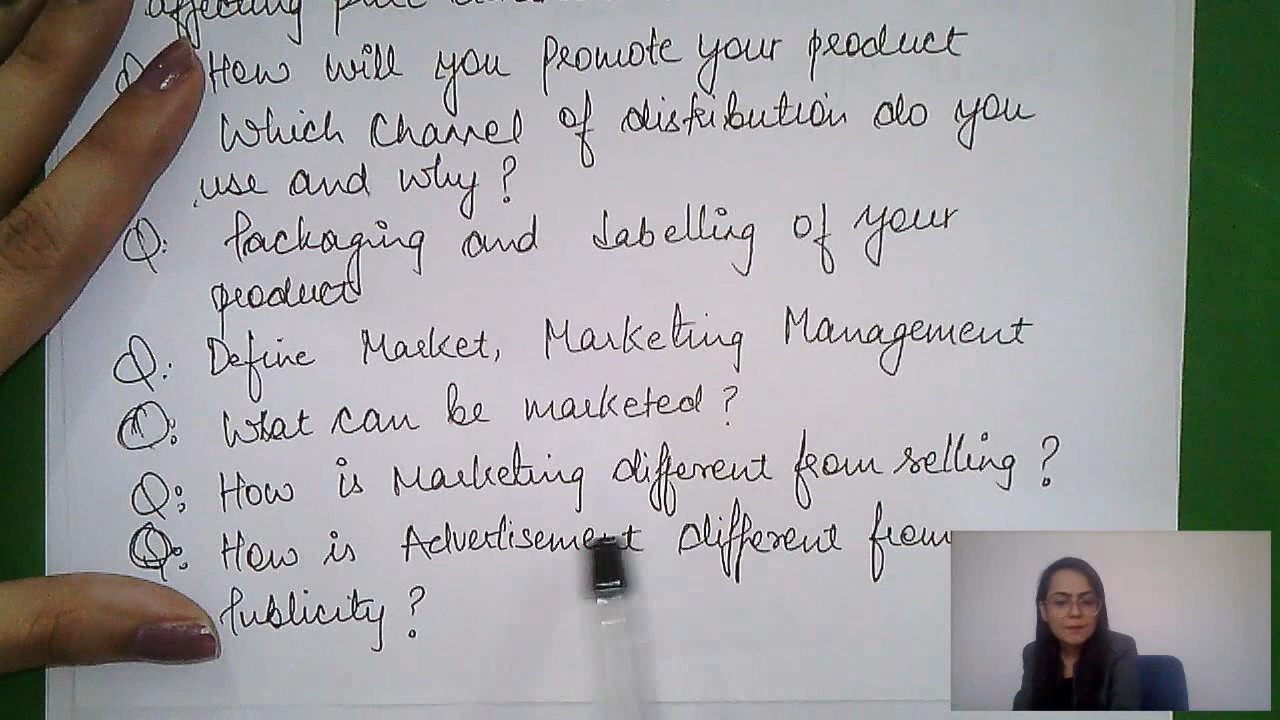 affecting
Q: How will you promote your product
Which Channel of distribution do you
use and why?
Q: Packaging and Labelling of your
product
Q: Define Market, Marketing Management
Q: What can be marketed?
Q: How is Marketing different from selling?
Q: How is Advertisement different from
Publicity?